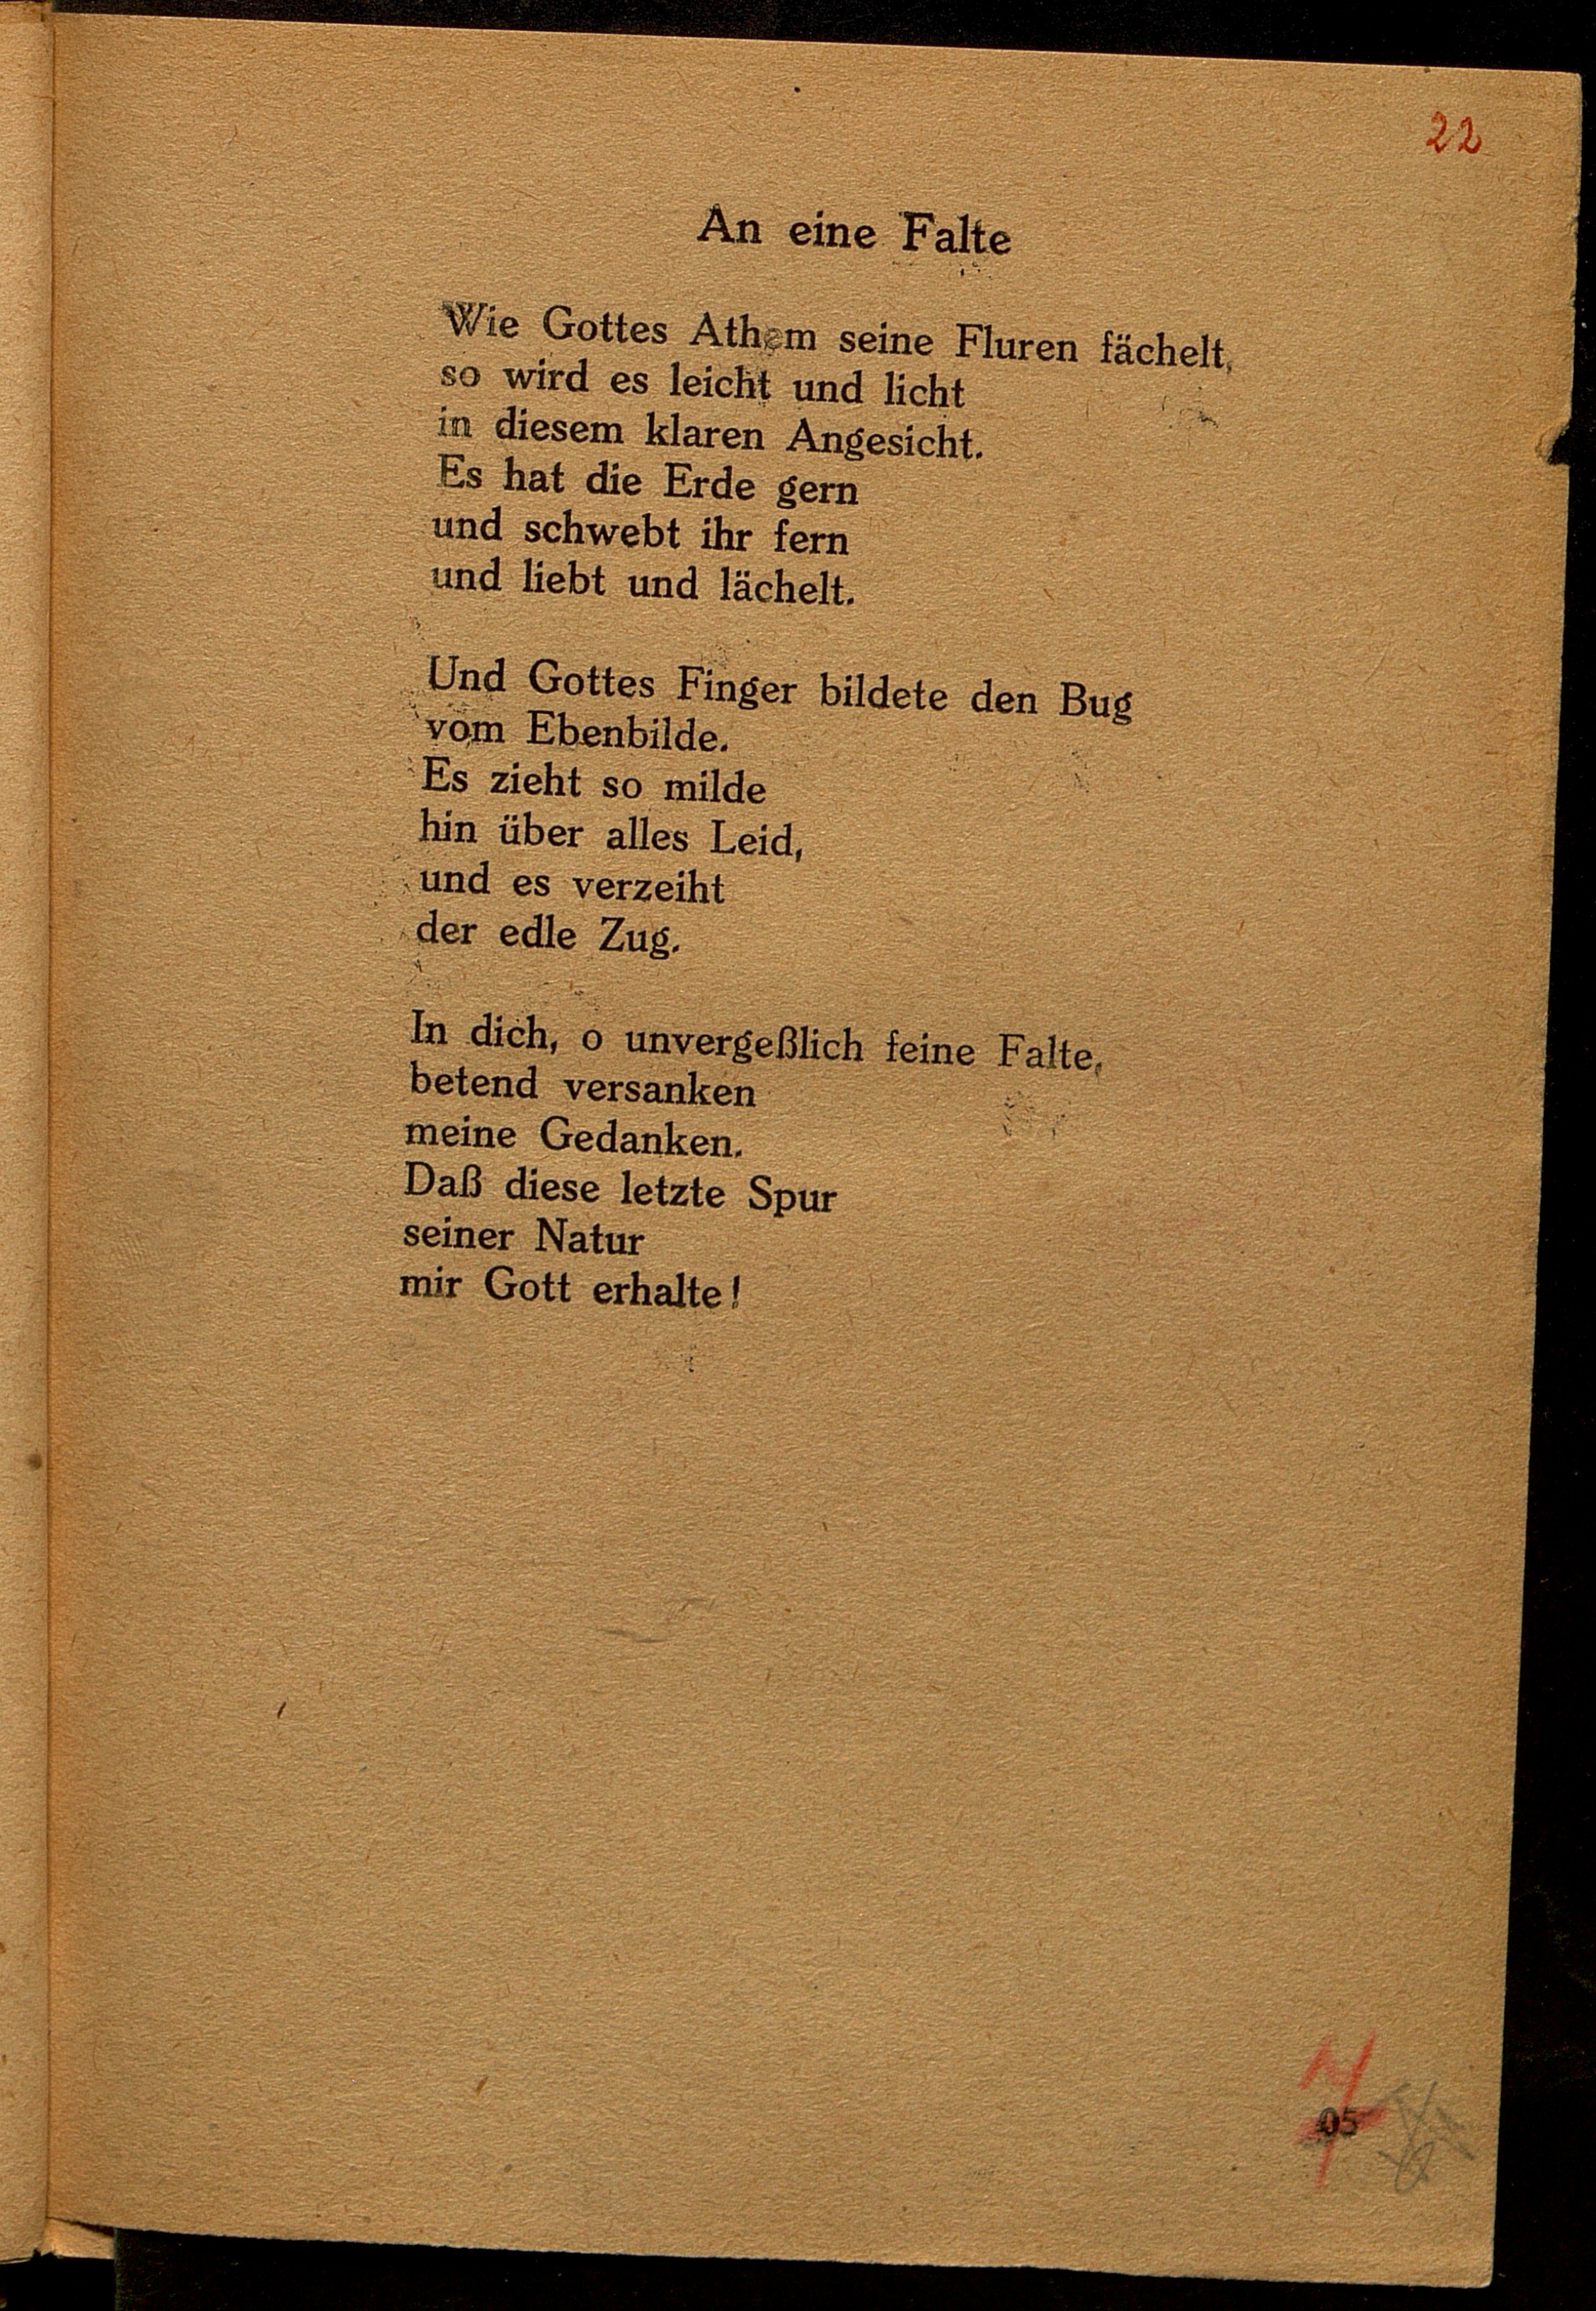 22
An eine Falte
Wie Gottes Athem seine Fluren fächelt,
so wird es leicht und licht
in diesem klaren Angesicht.
Es hat die Erde gern
und schwebt ihr fern
und liebt und lächelt.
Und Gottes Finger bildete den Bug
vom Ebenbilde.
Es zieht so milde
hin über alles Leid,
und es verzeiht
der edle Zug.
In dich, o unvergeßlich feine Falte,
betend versanken
meine Gedanken.
Daß diese letzte Spur
seiner Natur
mir Gott erhalte!
7